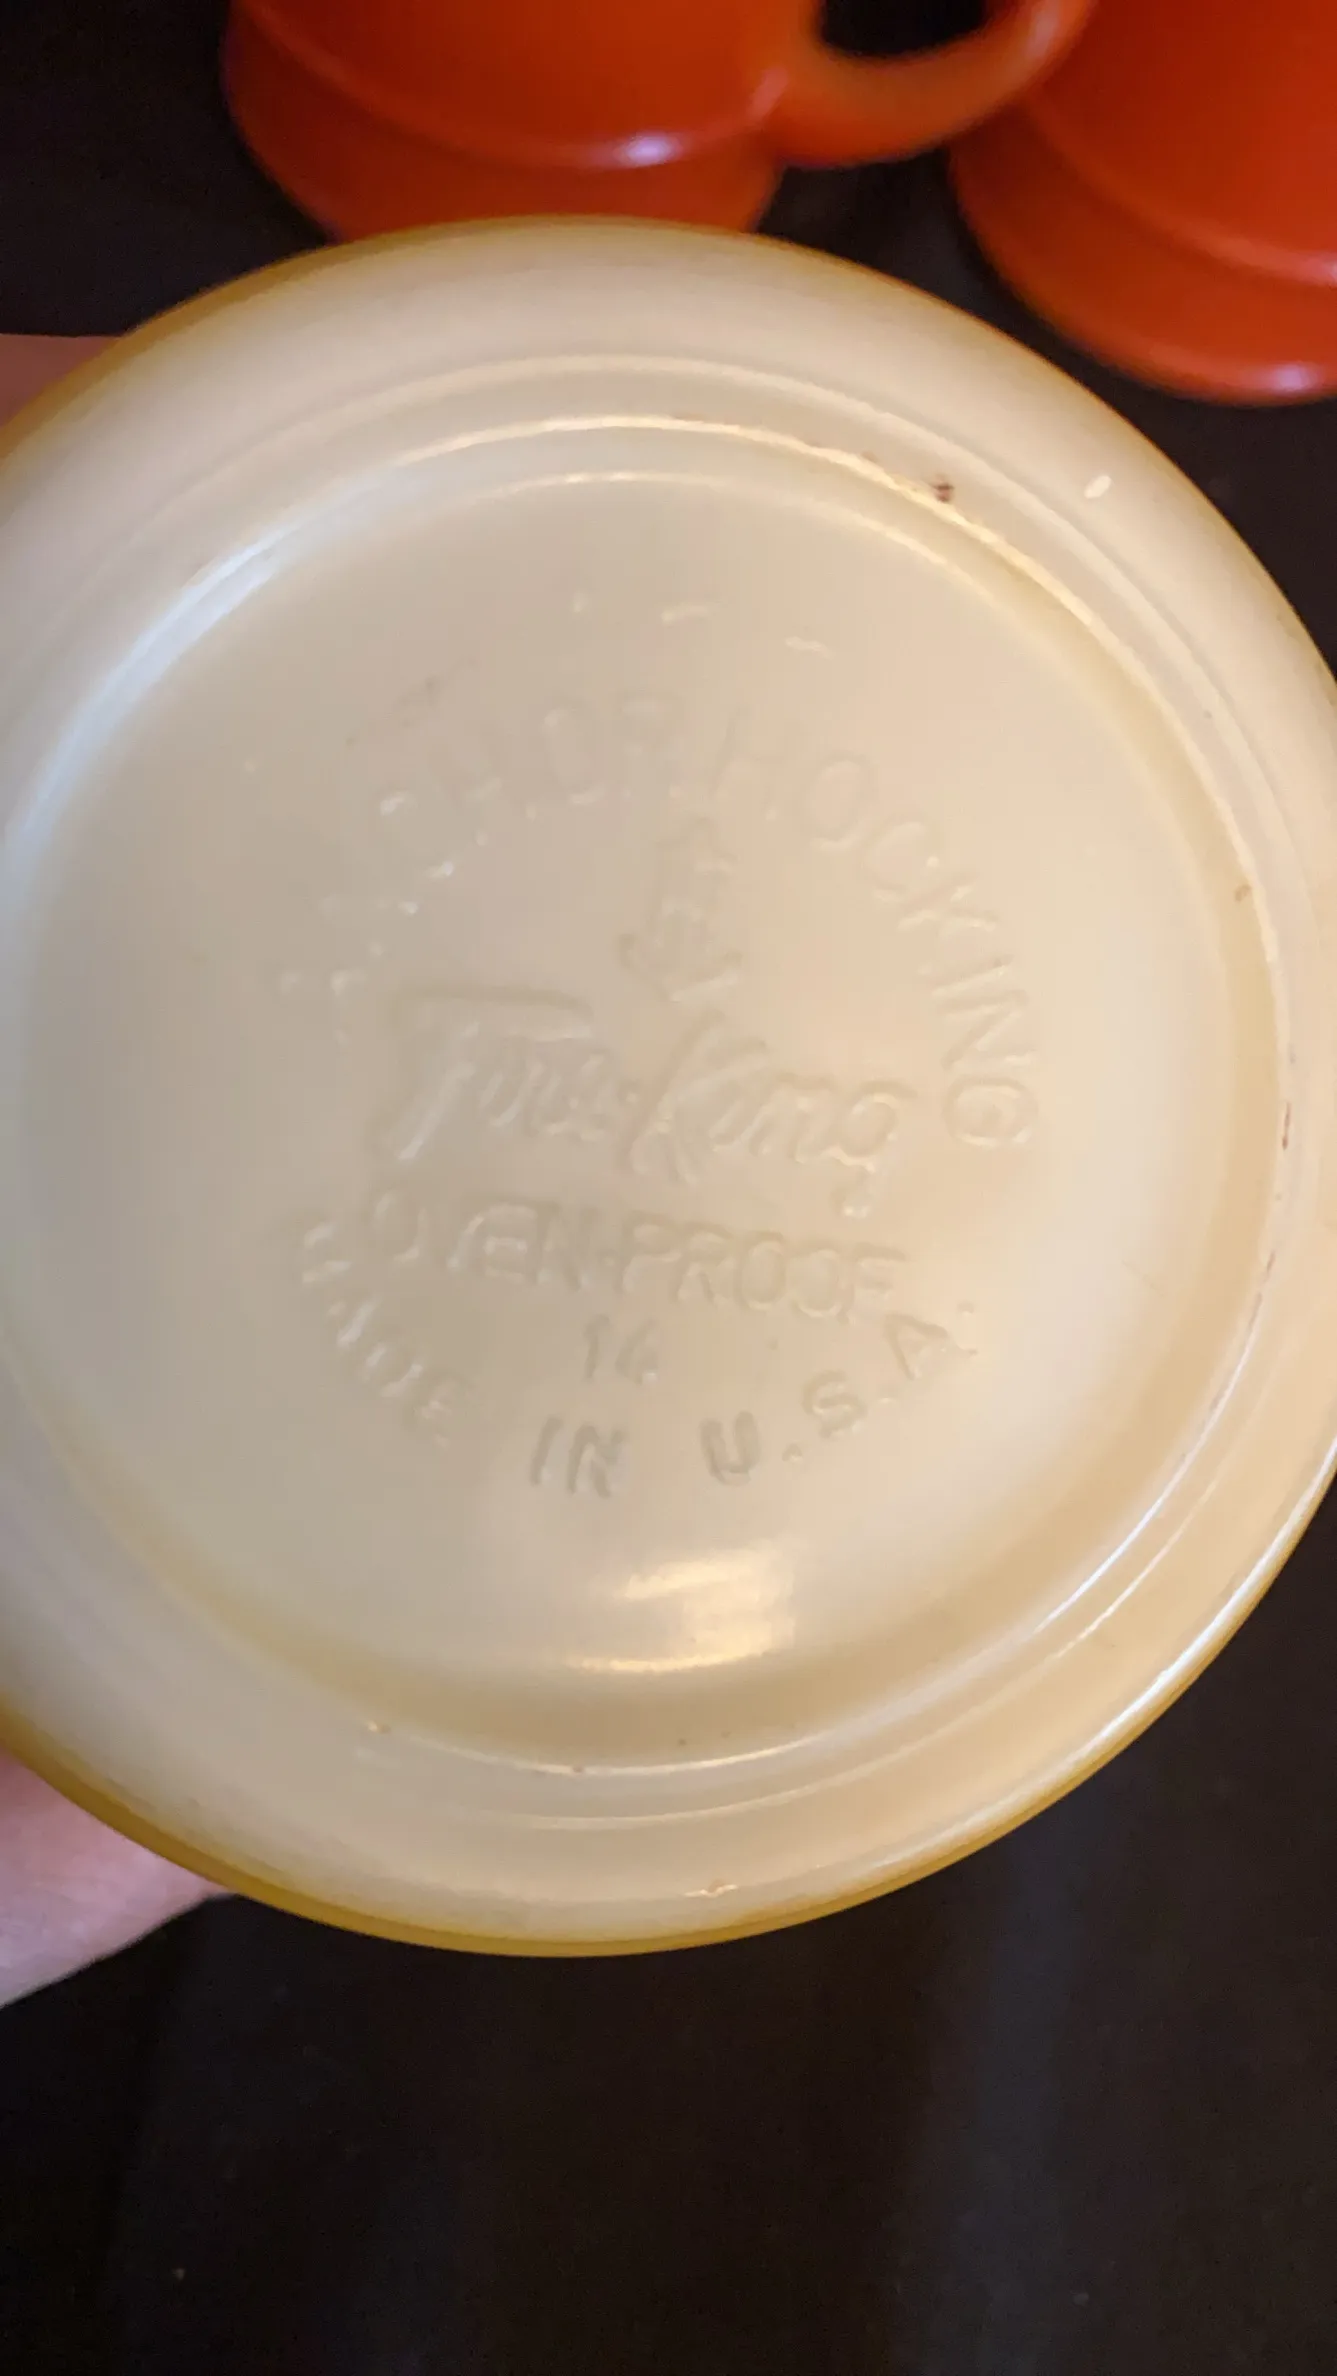 ANCHOR HOCKING
Fire-King
OVEN-PROOF
14
MADE IN U.S.A.